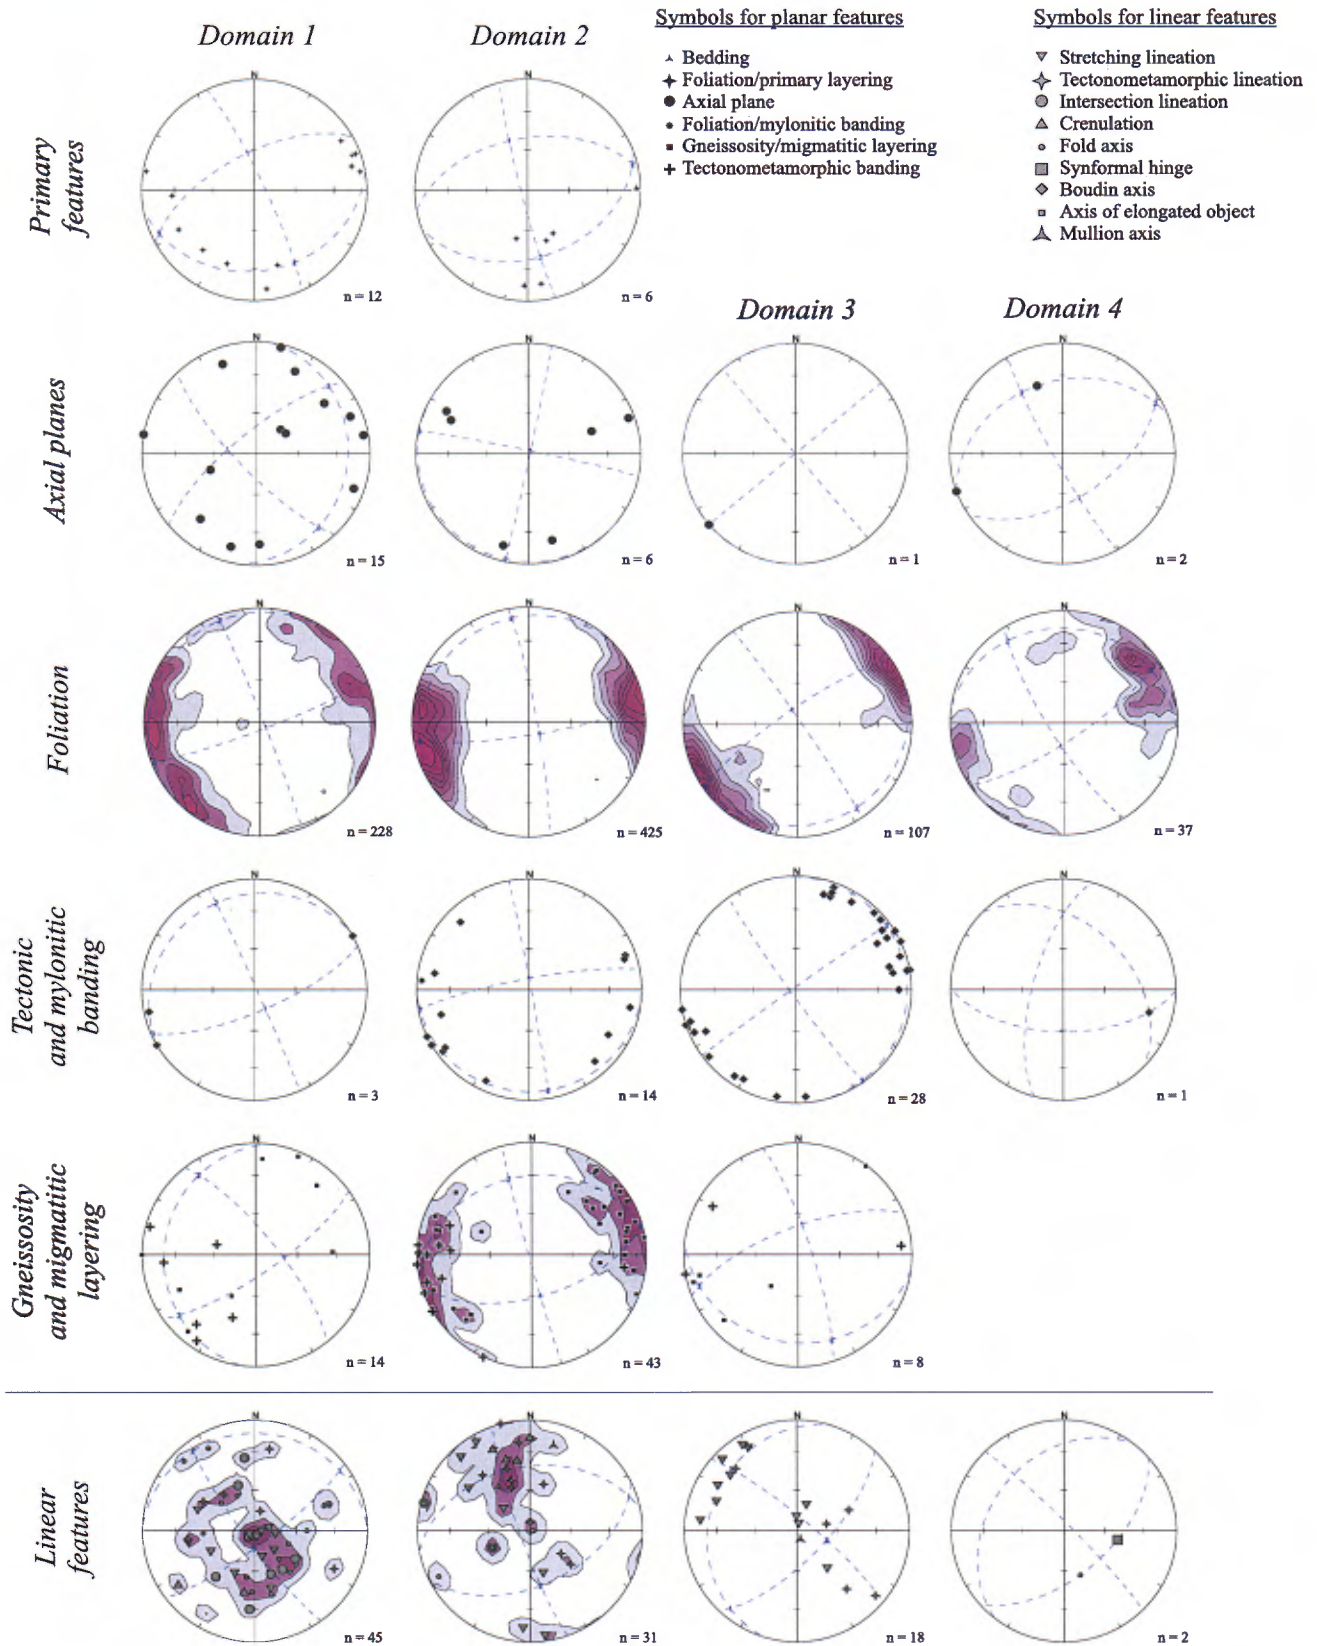 Domain 1
Domain 2
Symbols for planar features
Bedding
Foliation/primary layering
Axial plane
Foliation/mylonitic banding
Gneissosity/migmatitic layering
Tectonometamorphic banding
Symbols for linear features
Stretching lineation
Tectonometamorphic lineation
Intersection lineation
Crenulation
Fold axis
Synformal hinge
Boudin axis
Axis of elongated object
Mullion axis
Primary
features
N
n = 12
N
n = 6
Domain 3
Domain 4
Axial planes
N
n = 15
N
n = 6
N
n = 1
N
n = 2
Foliation
N
n = 228
N
n = 425
N
n = 107
N
n = 37
Tectonic
and mylonitic
banding
N
n = 3
N
n = 14
N
n = 28
N
n = 1
Gneissosity
and migmatitic
layering
N
n = 14
N
n = 43
N
n = 8
Linear
features
N
n = 45
N
n = 31
N
n = 18
N
n = 2